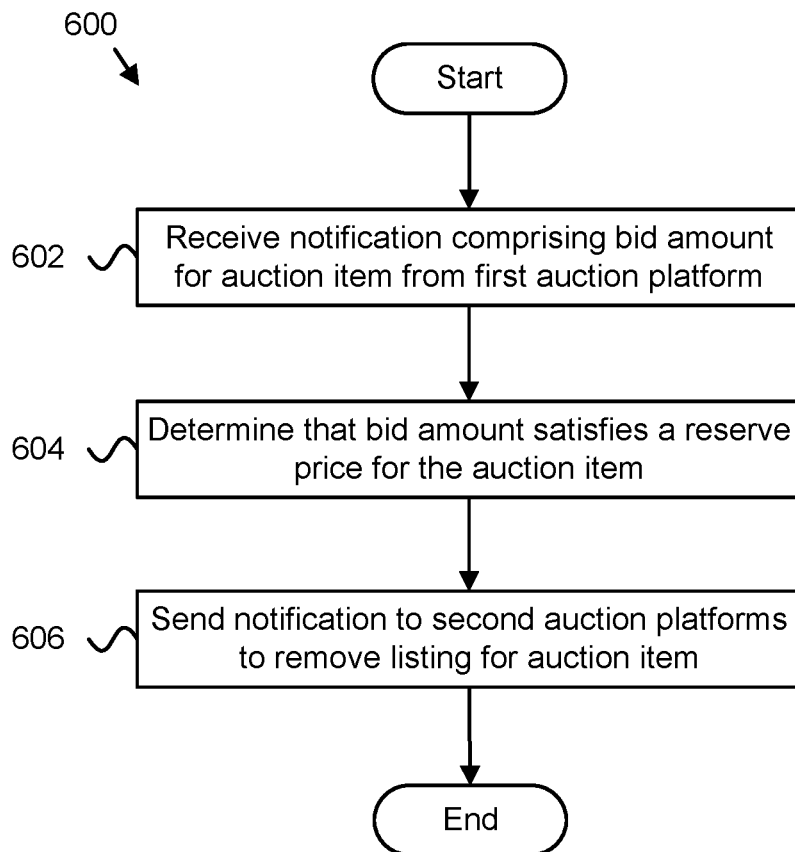 600
Start
602
Receive notification comprising bid amount
for auction item from first auction platform
604
Determine that bid amount satisfies a reserve
price for the auction item
606
Send notification to second auction platforms
to remove listing for auction item
End